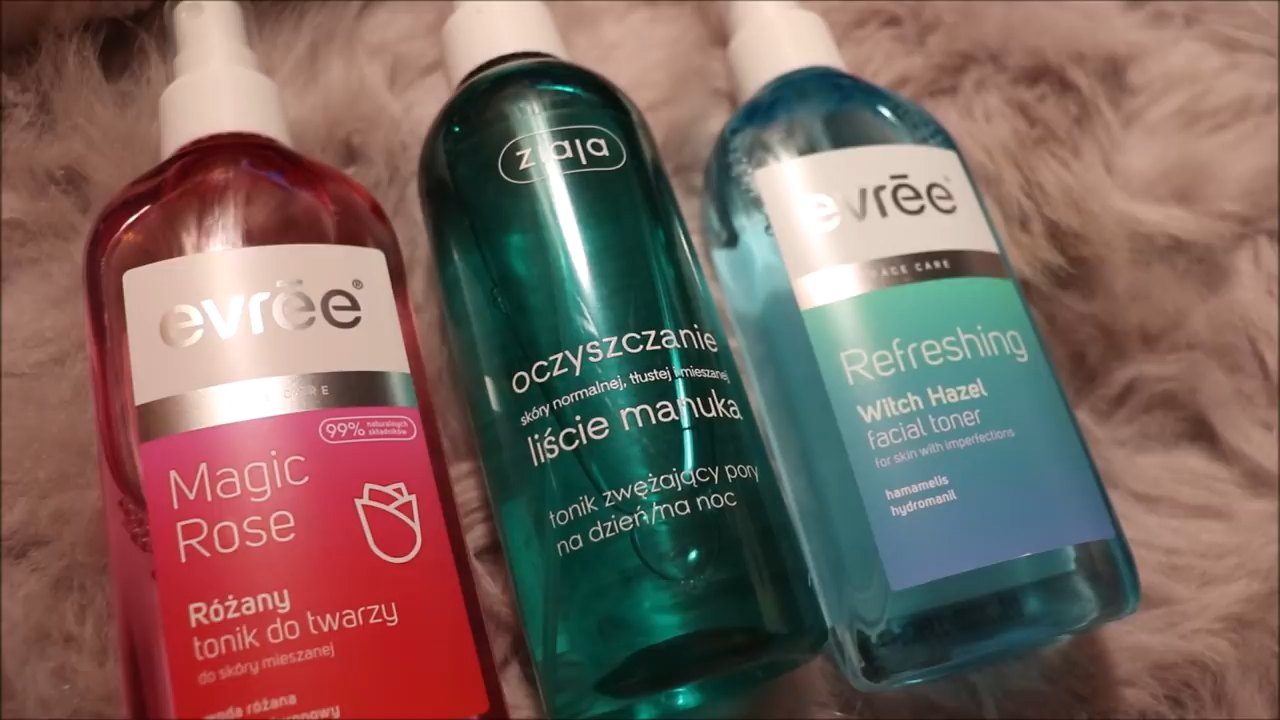 evrēe®
99% naturalnych
składników
Magic
Rose
Różany
tonik do twarzy
do skóry mieszanej
woda różana
ziaja
oczyszczanie
skóry normalnej, tłustej i mieszanej
liście manuka
tonik zwężający pory
na dzień/na noc
evrēe®
FACE CARE
Refreshing
Witch Hazel
facial toner
for skin with imperfections
hamamelis
hydromanil